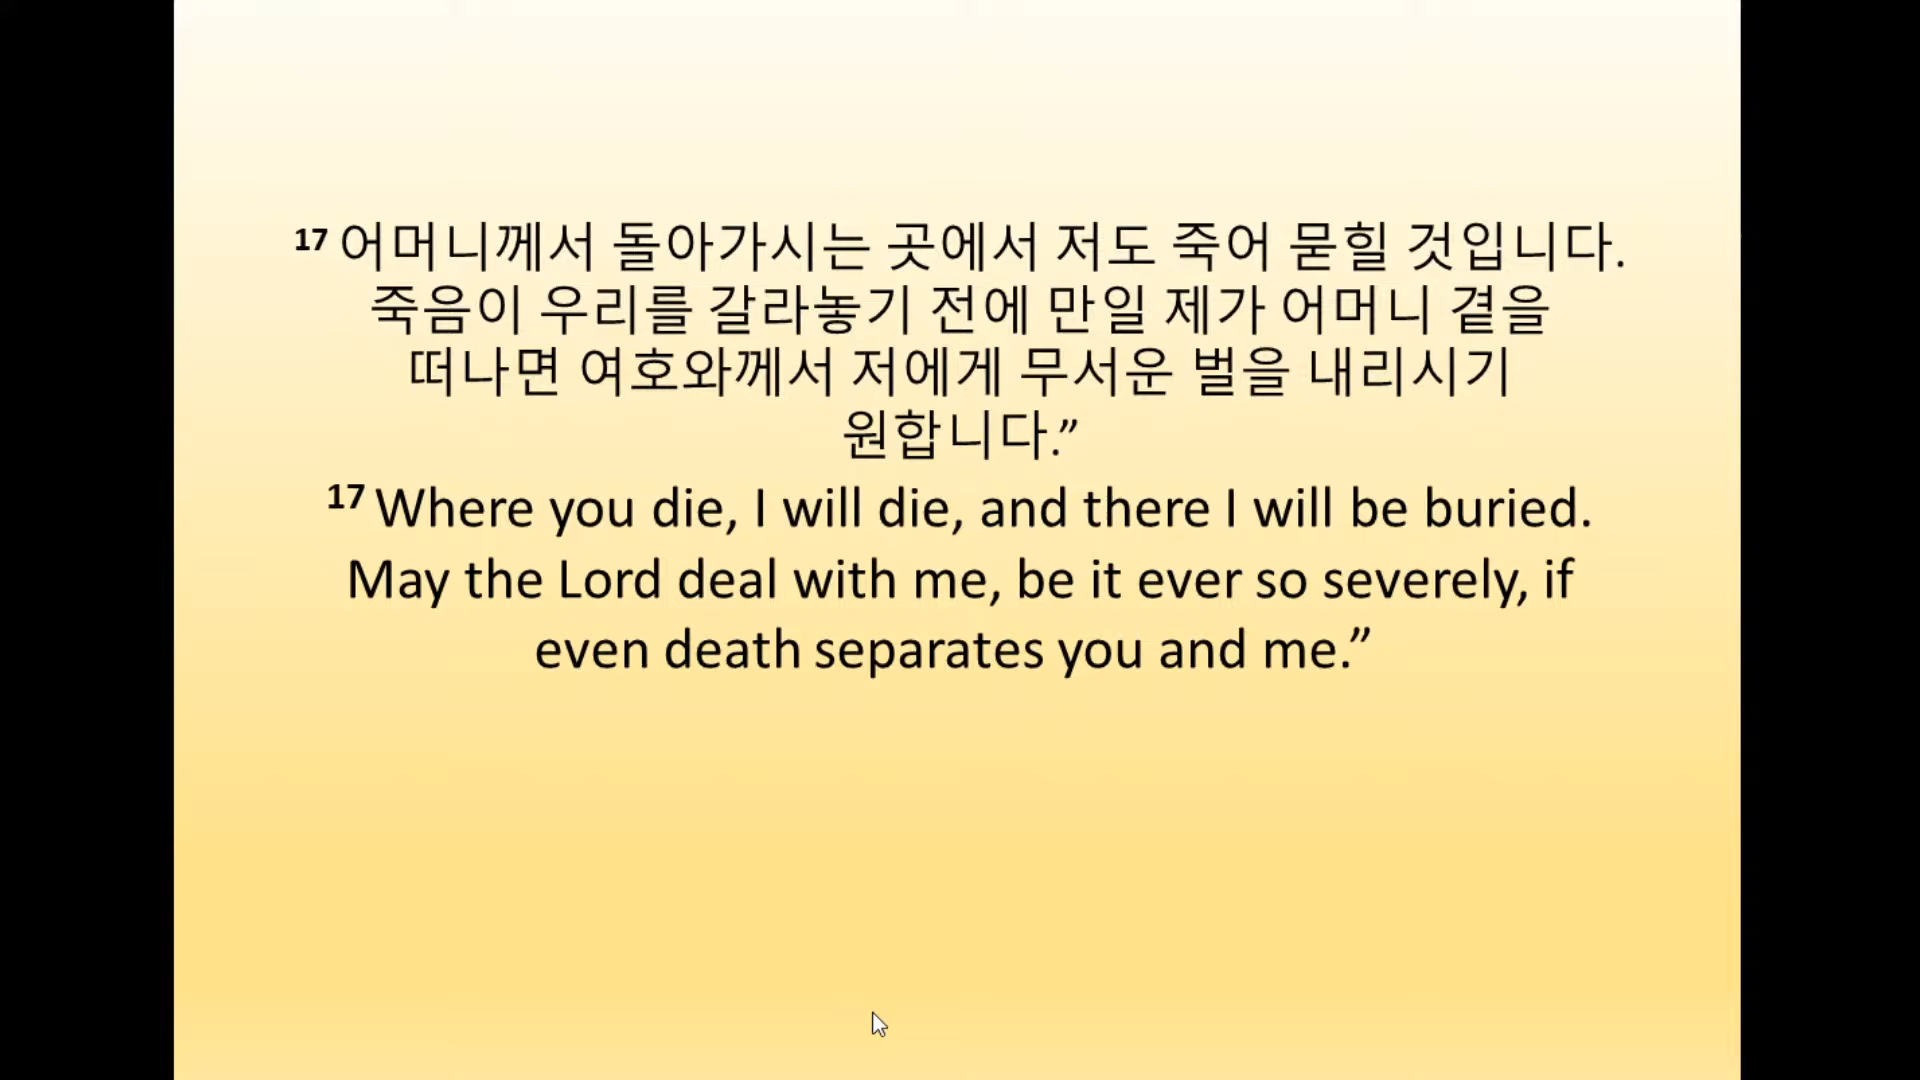 17 어머니께서 돌아가시는 곳에서 저도 죽어 묻힐 것입니다.
죽음이 우리를 갈라놓기 전에 만일 제가 어머니 곁을
떠나면 여호와께서 저에게 무서운 벌을 내리시기
원합니다.”
17 Where you die, I will die, and there I will be buried.
May the Lord deal with me, be it ever so severely, if
even death separates you and me.”